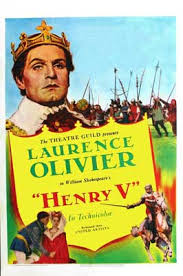 The THEATRE GUILD presents
LAURENCE
OLIVIER
in William Shakespeare's
"HENRY V"
In Technicolor
UNITED ARTISTS